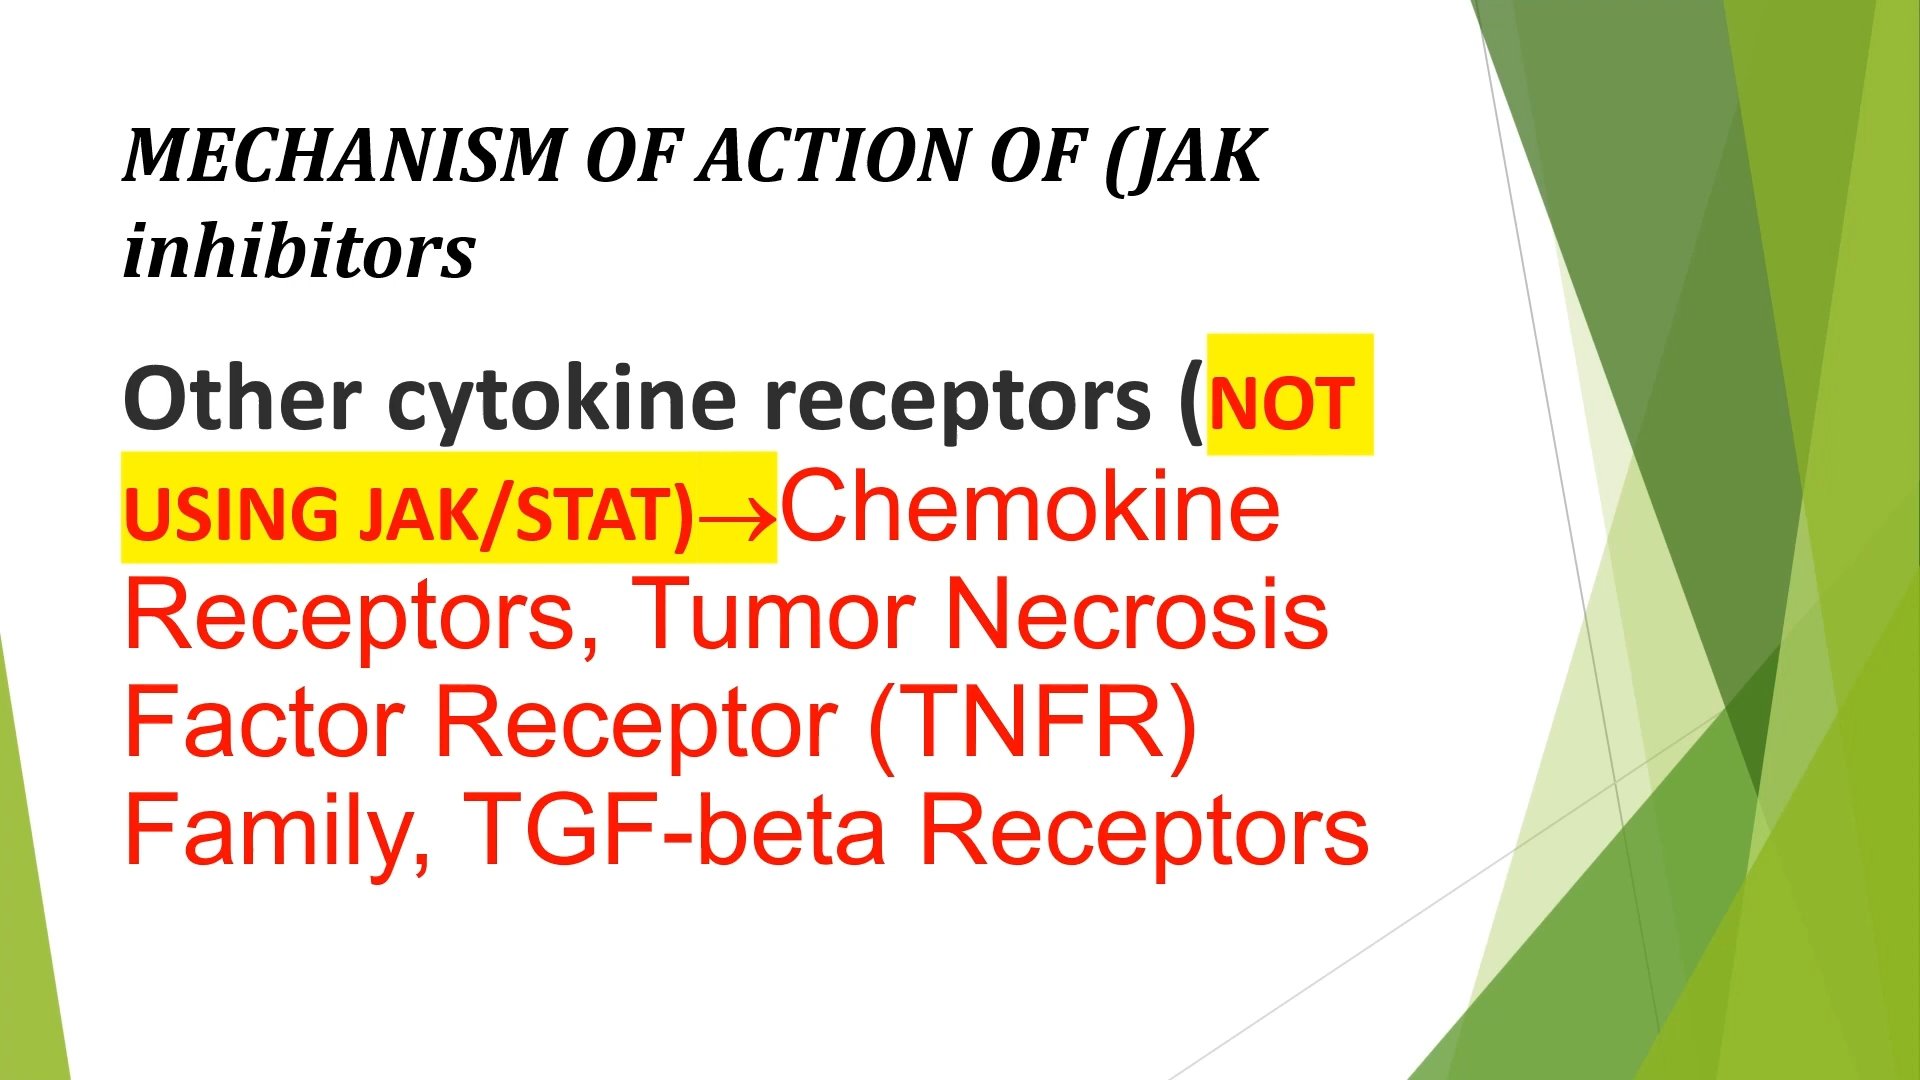 MECHANISM OF ACTION OF (JAK
inhibitors
Other cytokine receptors (NOT
USING JAK/STAT)→Chemokine
Receptors, Tumor Necrosis
Factor Receptor (TNFR)
Family, TGF-beta Receptors